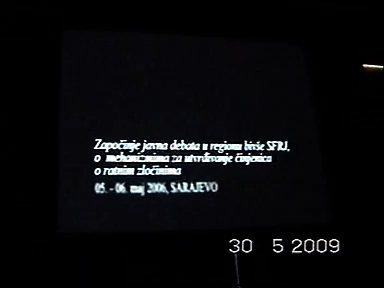 Započinje javna debata u regionu bivše SFRJ,
o mehanizmima za utvrđivanje činjenica
o ratnim zločinima
05. - 06. maj 2006, SARAJEVO
30 5 2009